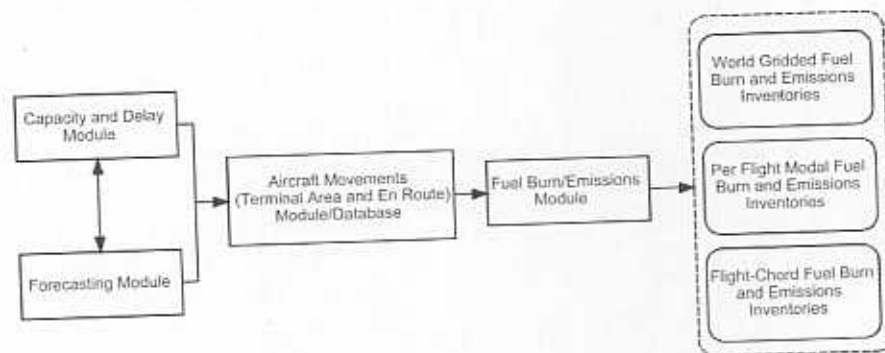 Capacity and Delay
Module
Forecasting Module
Aircraft Movements
(Terminal Area and En Route)
Module/Database
Fuel Burn/Emissions
Module
World Gridded Fuel
Burn and Emissions
Inventories
Per Flight Modal Fuel
Burn and Emissions
Inventories
Flight-Chord Fuel Burn
and Emissions
Inventories